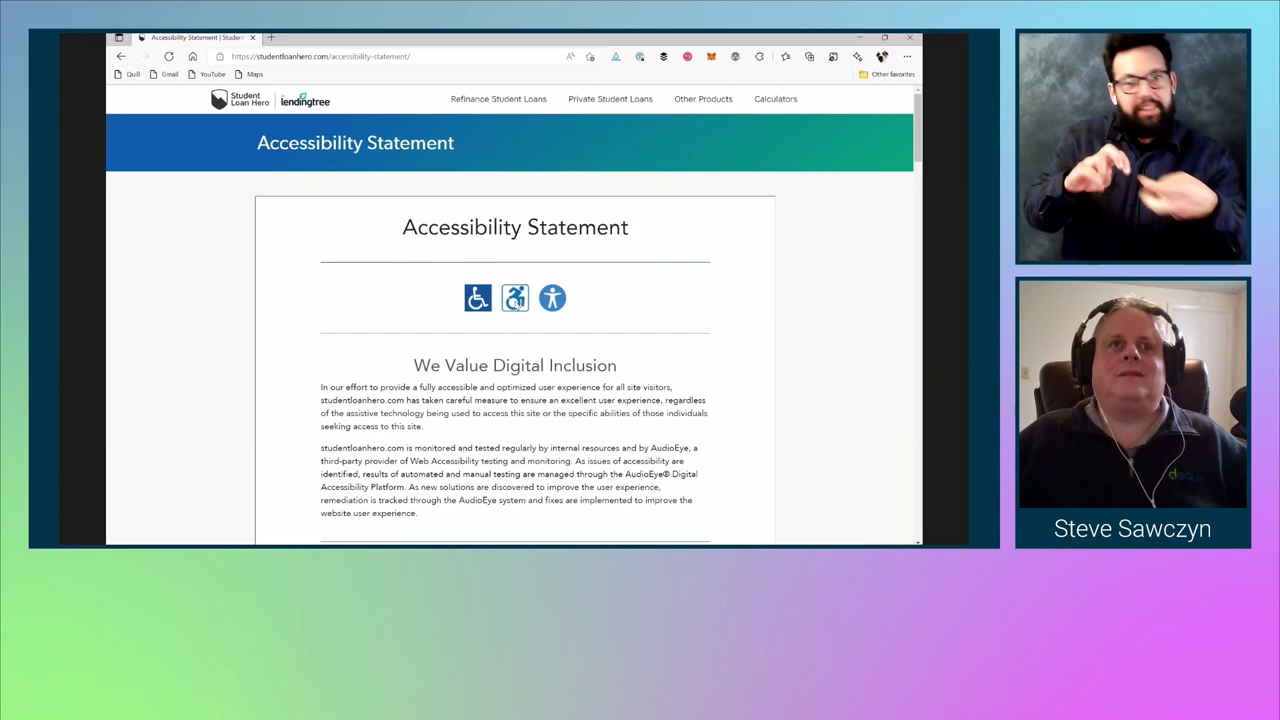 Accessibility Statement | Student
https://studentloanhero.com/accessibility-statement/
Quill
Gmail
YouTube
Maps
Other favorites
Student
Loan Hero
lendingtree
Refinance Student Loans
Private Student Loans
Other Products
Calculators
Accessibility Statement
Accessibility Statement
We Value Digital Inclusion
In our effort to provide a fully accessible and optimized user experience for all site visitors,
studentloanhero.com has taken careful measure to ensure an excellent user experience, regardless
of the assistive technology being used to access this site or the specific abilities of those individuals
seeking access to this site.
studentloanhero.com is monitored and tested regularly by internal resources and by AudioEye, a
third-party provider of Web Accessibility testing and monitoring. As issues of accessibility are
identified, results of automated and manual testing are managed through the AudioEye® Digital
Accessibility Platform. As new solutions are discovered to improve the user experience,
remediation is tracked through the AudioEye system and fixes are implemented to improve the
website user experience.
Steve Sawczyn